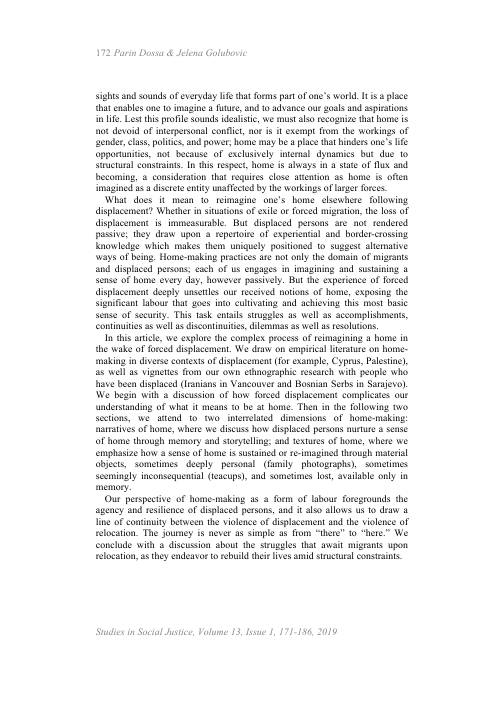 172 Parin Dossa & Jelena Golubovic
sights and sounds of everyday life that forms part of one's world. It is a place
that enables one to imagine a future, and to advance our goals and aspirations
in life. Lest this profile sounds idealistic, we must also recognize that home is
not devoid of interpersonal conflict, nor is it exempt from the workings of
gender, class, politics, and power; home may be a place that hinders one's life
opportunities, not because of exclusively internal dynamics but due to
structural constraints. In this respect, home is always in a state of flux and
becoming, a consideration that requires close attention as home is often
imagined as a discrete entity unaffected by the workings of larger forces.
What does it mean to reimagine one's home elsewhere following
displacement? Whether in situations of exile or forced migration, the loss of
displacement is immeasurable. But displaced persons are not rendered
passive; they draw upon a repertoire of experiential and border-crossing
knowledge which makes them uniquely positioned to suggest alternative
ways of being. Home-making practices are not only the domain of migrants
and displaced persons; each of us engages in imagining and sustaining a
sense of home every day, however passively. But the experience of forced
displacement deeply unsettles our received notions of home, exposing the
significant labour that goes into cultivating and achieving this most basic
sense of security. This task entails struggles as well as accomplishments,
continuities as well as discontinuities, dilemmas as well as resolutions.
In this article, we explore the complex process of reimagining a home in
the wake of forced displacement. We draw on empirical literature on home-
making in diverse contexts of displacement (for example, Cyprus, Palestine),
as well as vignettes from our own ethnographic research with people who
have been displaced (Iranians in Vancouver and Bosnian Serbs in Sarajevo).
We begin with a discussion of how forced displacement complicates our
understanding of what it means to be at home. Then in the following two
sections, we attend to two interrelated dimensions of home-making:
narratives of home, where we discuss how displaced persons nurture a sense
of home through memory and storytelling; and textures of home, where we
emphasize how a sense of home is sustained or re-imagined through material
objects, sometimes deeply personal (family photographs), sometimes
seemingly inconsequential (teacups), and sometimes lost, available only in
memory.
Our perspective of home-making as a form of labour foregrounds the
agency and resilience of displaced persons, and it also allows us to draw a
line of continuity between the violence of displacement and the violence of
relocation. The journey is never as simple as from “there” to “here.” We
conclude with a discussion about the struggles that await migrants upon
relocation, as they endeavor to rebuild their lives amid structural constraints.
Studies in Social Justice, Volume 13, Issue 1, 171-186, 2019